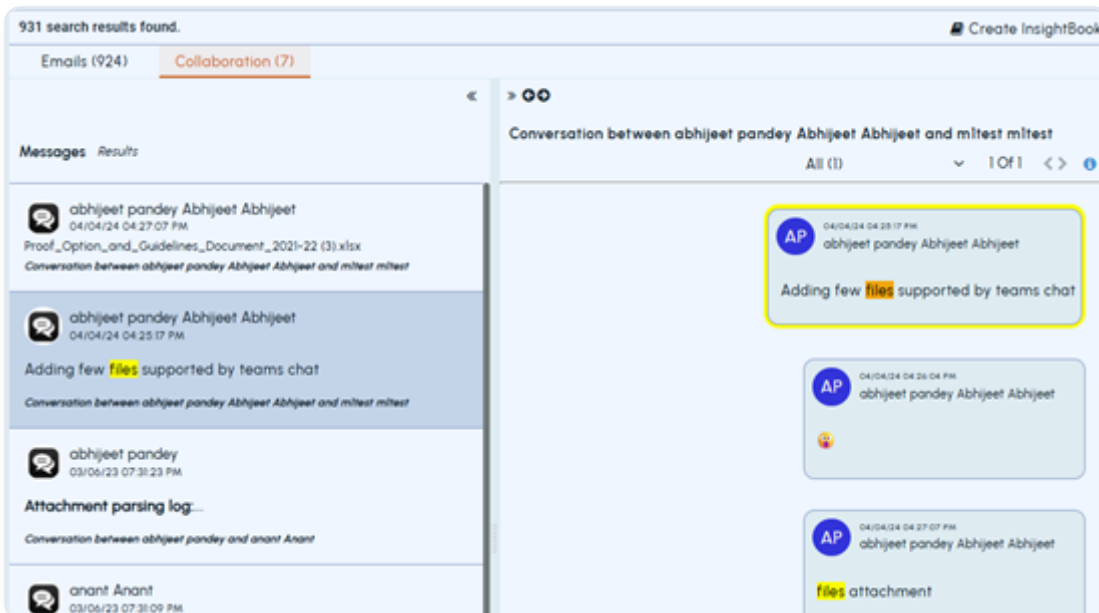 931 search results found.
Create InsightBook
Emails (924)
Collaboration (7)
Messages Results
abhijeet pandey Abhijeet Abhijeet
04/04/24 04:27:07 PM
Proof_Option_and_Guidelines_Document_2021-22 (3).xlsx
Conversation between abhijeet pandey Abhijeet Abhijeet and m1test m1test
abhijeet pandey Abhijeet Abhijeet
04/04/24 04:25:17 PM
Adding few files supported by teams chat
Conversation between abhijeet pandey Abhijeet Abhijeet and m1test m1test
abhijeet pandey
03/06/23 07:31:23 PM
Attachment parsing log:...
Conversation between abhijeet pandey and anant Anant
anant Anant
03/06/23 07:31:09 PM
Conversation between abhijeet pandey Abhijeet Abhijeet and m1test m1test
All (1)
1 Of 1
AP
04/04/24 04:25:17 PM
abhijeet pandey Abhijeet Abhijeet
Adding few files supported by teams chat
AP
04/04/24 04:26:04 PM
abhijeet pandey Abhijeet Abhijeet
AP
04/04/24 04:27:07 PM
abhijeet pandey Abhijeet Abhijeet
files attachment